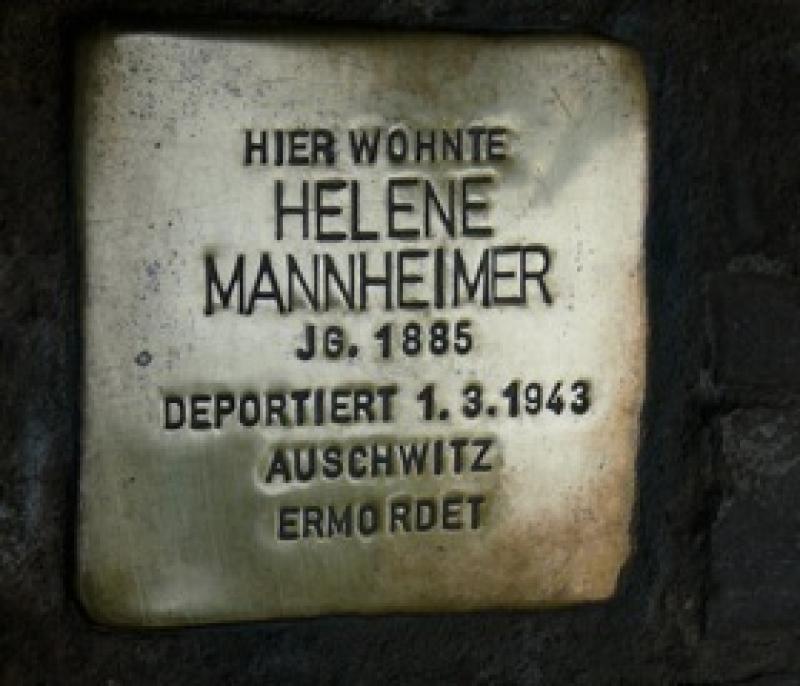 HIER WOHNTE
HELENE
MANNHEIMER
JG. 1885
DEPORTIERT 1.3.1943
AUSCHWITZ
ERMORDET